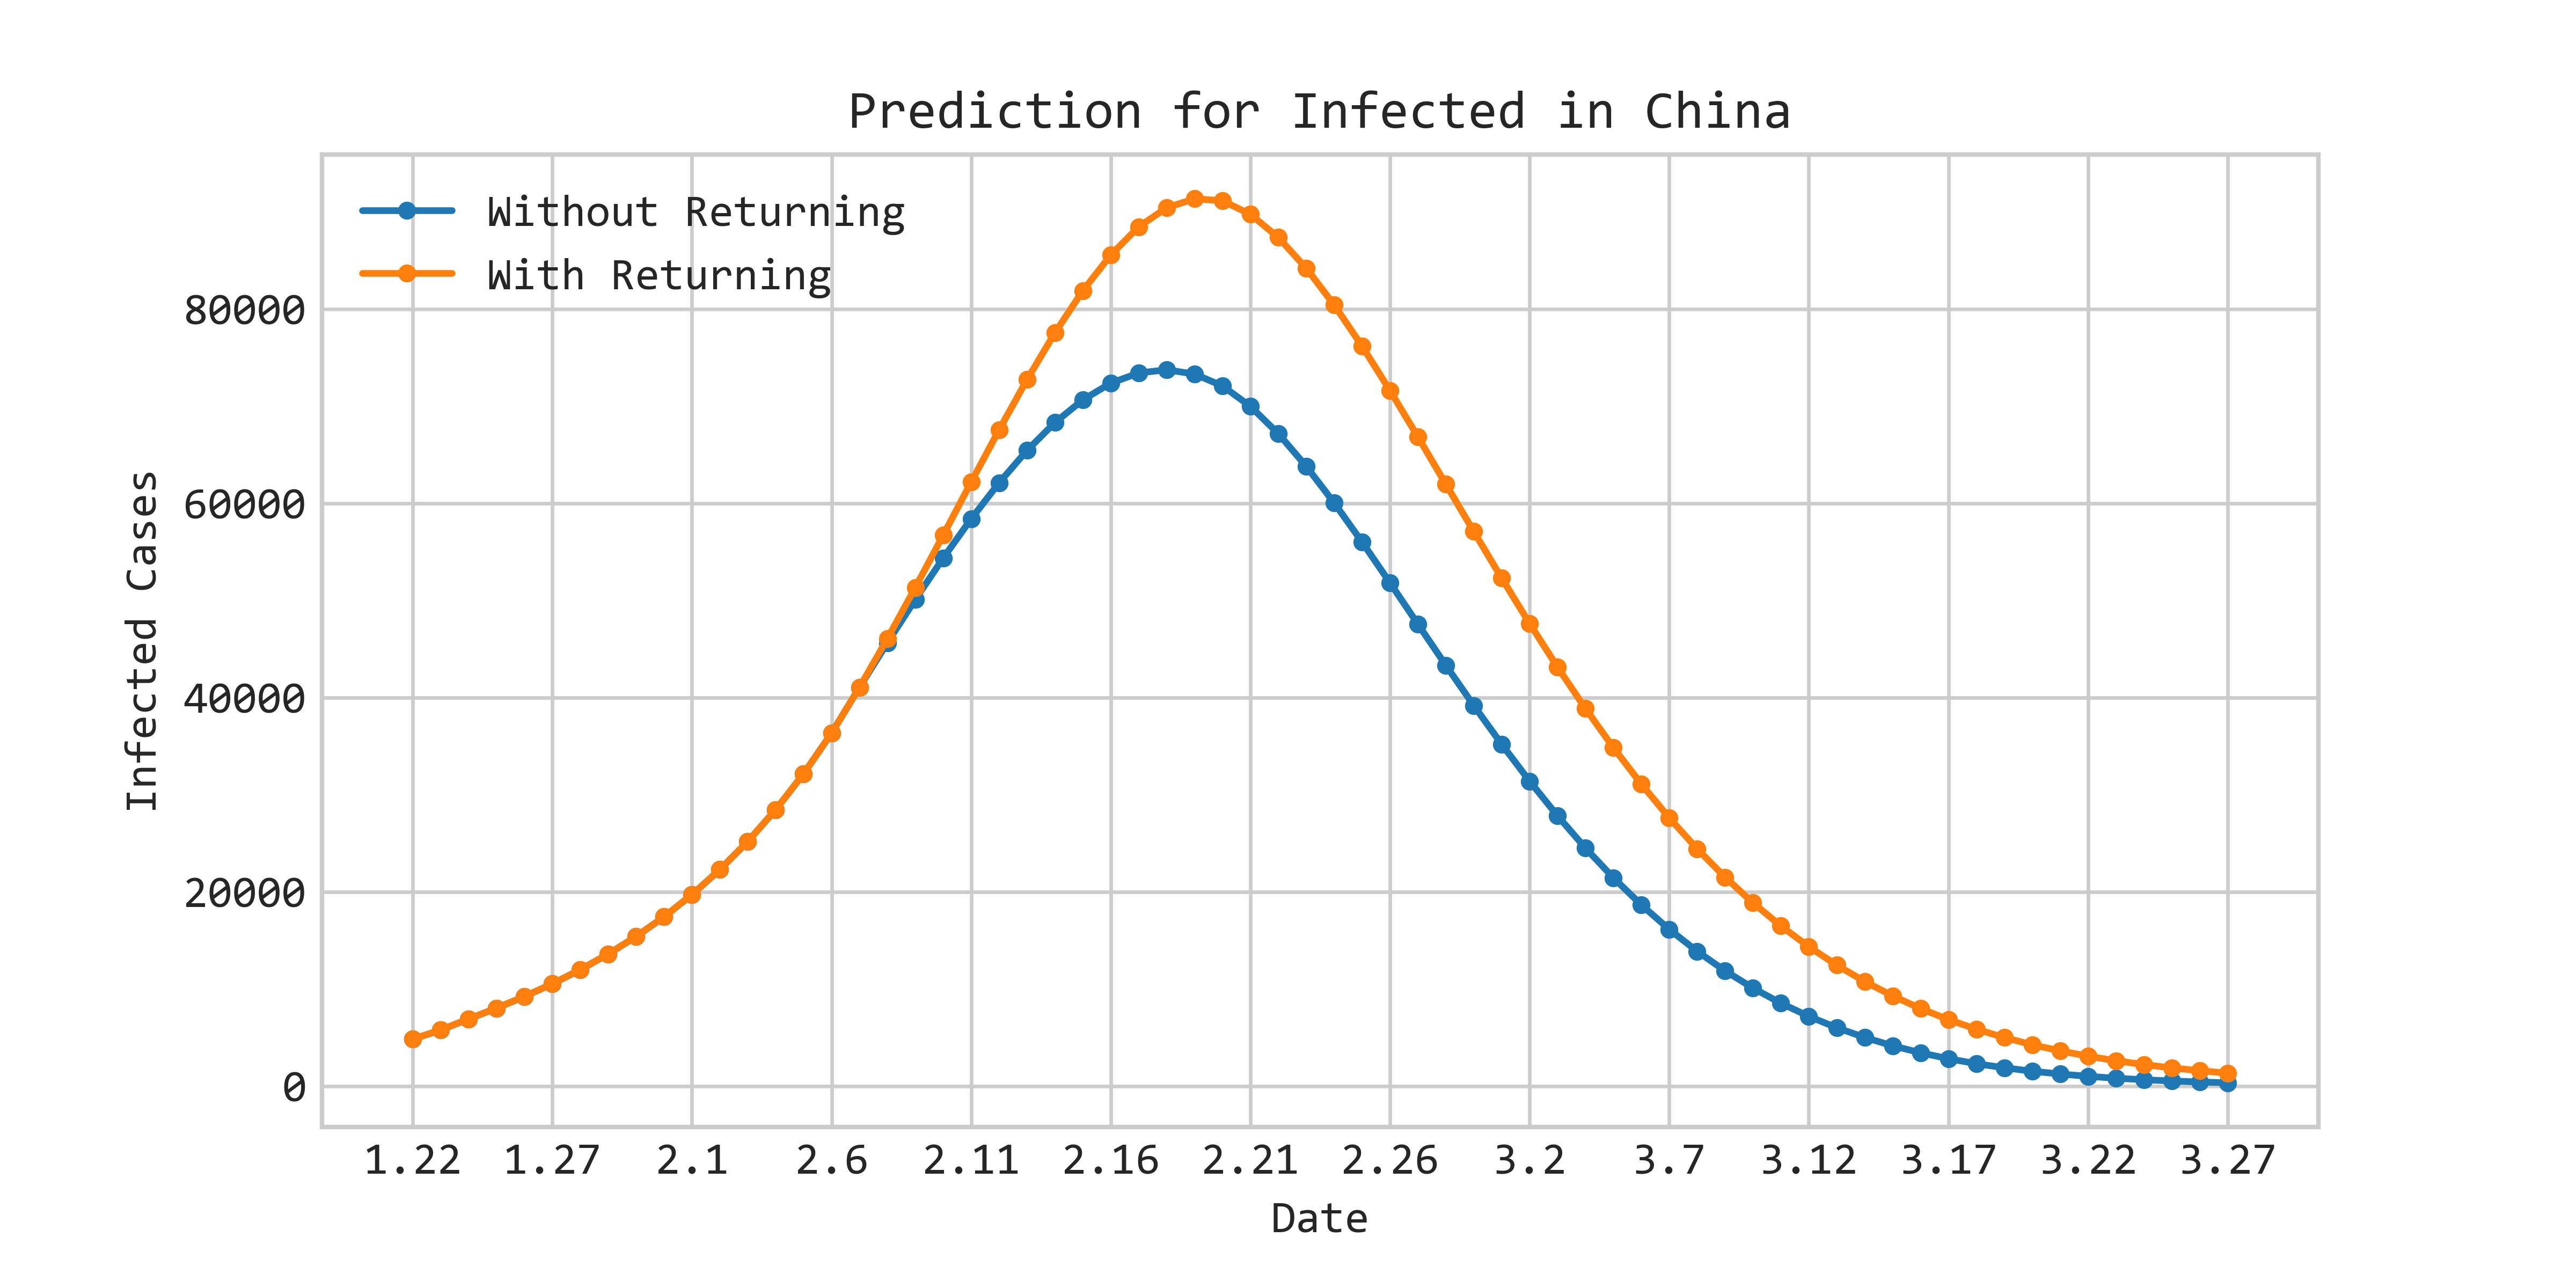 Prediction for Infected in China
Without Returning
With Returning
80000
60000
40000
20000
0
Infected Cases
1.22 1.27 2.1 2.6 2.11 2.16 2.21 2.26 3.2 3.7 3.12 3.17 3.22 3.27
Date